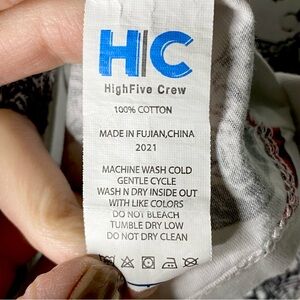 H|C
HighFive Crew
100% COTTON
MADE IN FUJIAN,CHINA
2021
MACHINE WASH COLD
GENTLE CYCLE
WASH N DRY INSIDE OUT
WITH LIKE COLORS
DO NOT BLEACH
TUMBLE DRY LOW
DO NOT DRY CLEAN